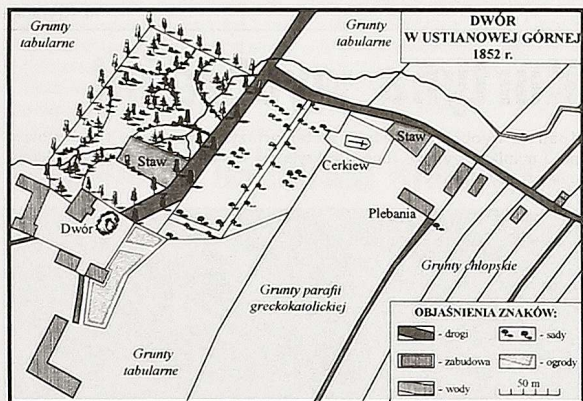 DWÓR
W USTIANOWEJ GÓRNEJ
1852 r.
Grunty
tabularne
Grunty
tabularne
Staw
Staw
Cerkiew
Plebania
Dwór
Grunty chłopskie
Grunty parafii
greckokatolickiej
Grunty
tabularne
OBJAŚNIENIA ZNAKÓW:
- drogi
- sady
- zabudowa
- ogrody
- wody
50 m